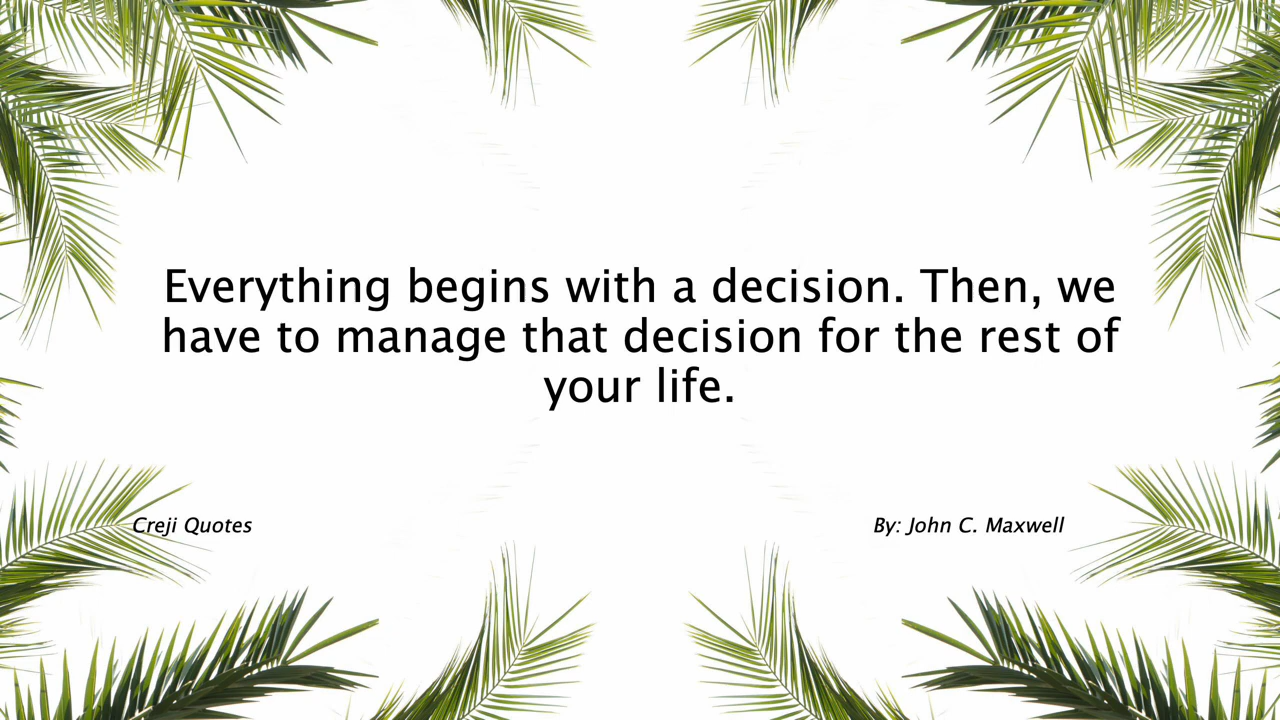 Everything begins with a decision. Then, we
have to manage that decision for the rest of
your life.
Creji Quotes
By: John C. Maxwell